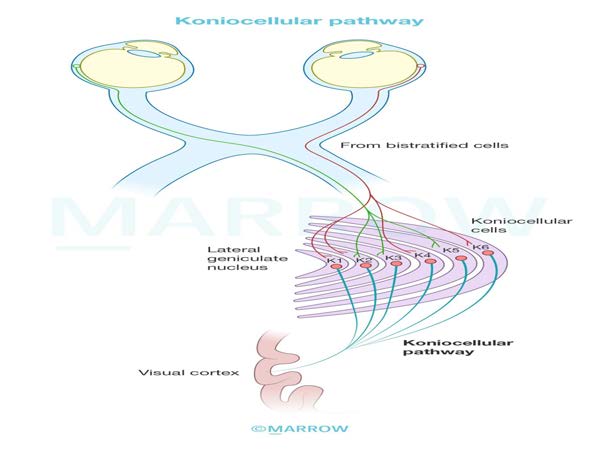 Koniocellular pathway
From bistratified cells
MARROW
Koniocellular
cells
Lateral
geniculate
nucleus
K1 K2 K3 K4 K5 K6
Koniocellular
pathway
Visual cortex
©MARROW